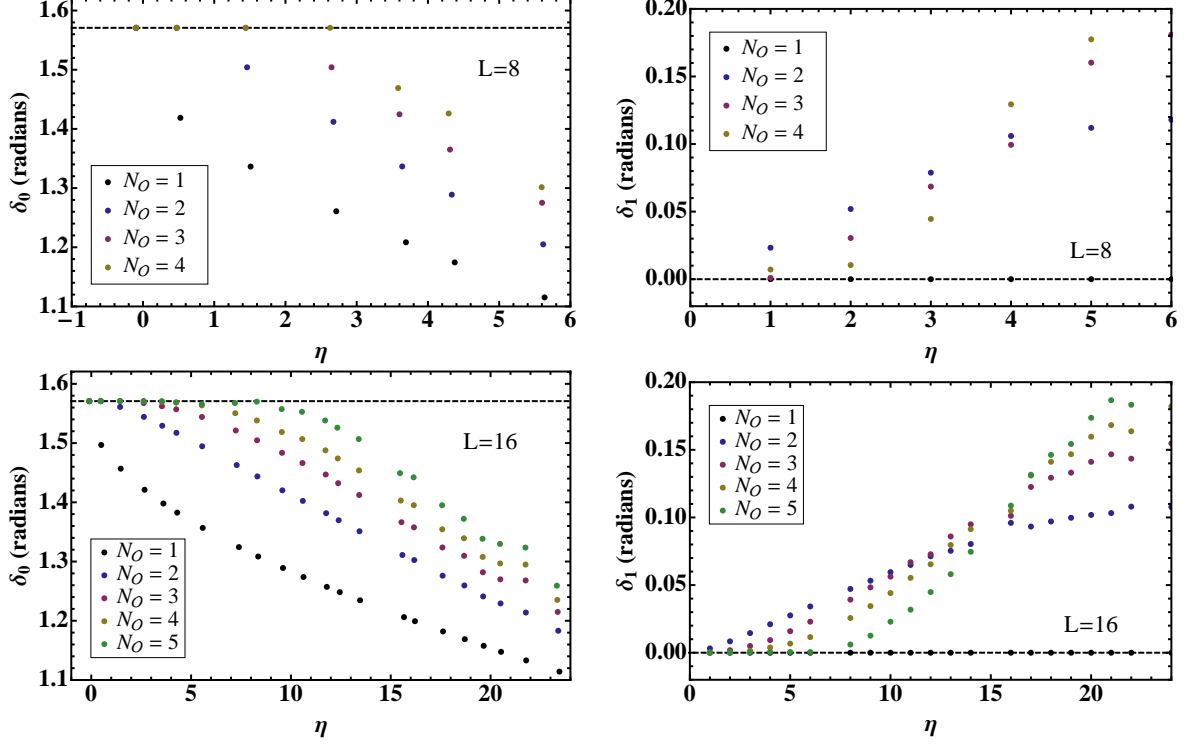 1.6
1.5
1.4
1.3
1.2
1.1
δ0 (radians)
L=8
NO = 1
NO = 2
NO = 3
NO = 4
−1 0 1 2 3 4 5 6
η
0.20
0.15
0.10
0.05
0.00
δ1 (radians)
NO = 1
NO = 2
NO = 3
NO = 4
L=8
0 1 2 3 4 5 6
η
1.6
1.5
1.4
1.3
1.2
1.1
δ0 (radians)
L=16
NO = 1
NO = 2
NO = 3
NO = 4
NO = 5
0 5 10 15 20
η
0.20
0.15
0.10
0.05
0.00
δ1 (radians)
NO = 1
NO = 2
NO = 3
NO = 4
NO = 5
L=16
0 5 10 15 20
η